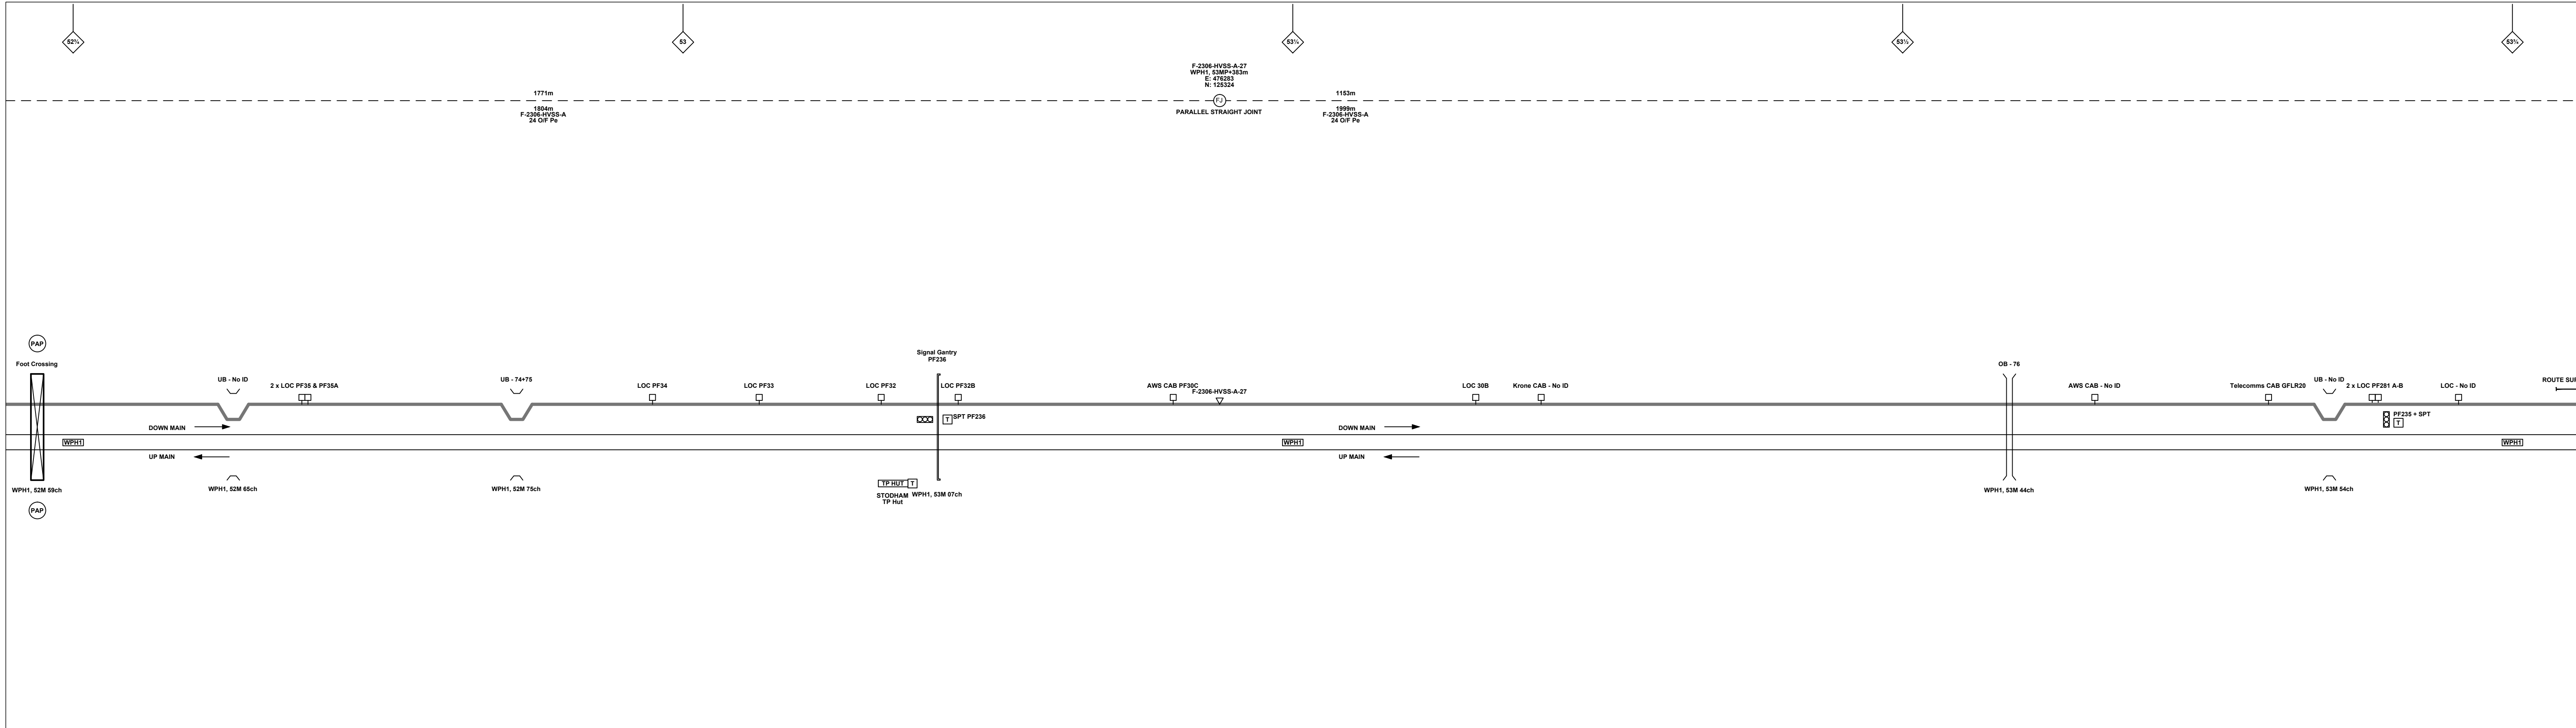 52¾
53
53¼
53½
53¾
F-2306-HVSS-A-27
WPH1, 53MP+383m
E: 476283
N: 125324
1771m
1804m
F-2306-HVSS-A
24 O/F Pe
FJ
PARALLEL STRAIGHT JOINT
1153m
1999m
F-2306-HVSS-A
24 O/F Pe
PAP
Foot Crossing
UB - No ID
2 x LOC PF35 & PF35A
UB - 74+75
LOC PF34
LOC PF33
LOC PF32
Signal Gantry
PF236
LOC PF32B
AWS CAB PF30C
F-2306-HVSS-A-27
LOC 30B
Krone CAB - No ID
OB - 76
AWS CAB - No ID
Telecomms CAB GFLR20
UB - No ID
2 x LOC PF281 A-B
LOC - No ID
ROUTE SUR
T
SPT PF236
PF235 + SPT
T
DOWN MAIN
DOWN MAIN
WPH1
WPH1
WPH1
UP MAIN
UP MAIN
WPH1, 52M 59ch
WPH1, 52M 65ch
WPH1, 52M 75ch
TP HUT
T
STODHAM
TP Hut
WPH1, 53M 07ch
WPH1, 53M 44ch
WPH1, 53M 54ch
PAP